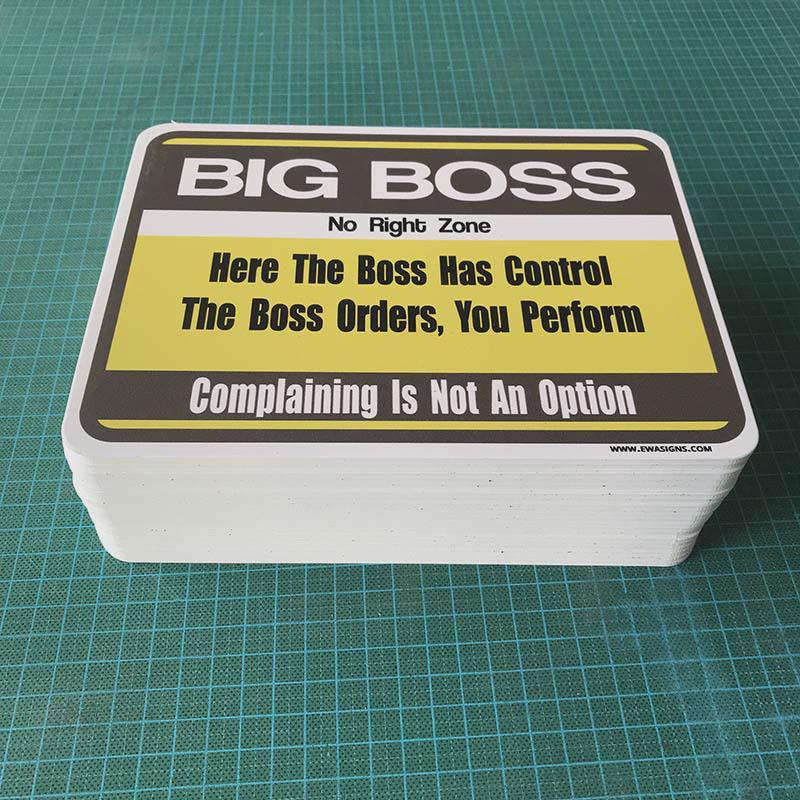 BIG BOSS
No Right Zone
Here The Boss Has Control
The Boss Orders, You Perform
Complaining Is Not An Option
WWW.EWASIGNS.COM